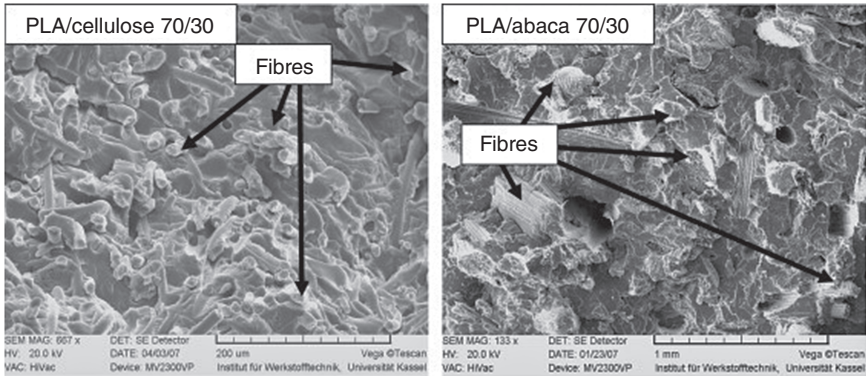 PLA/cellulose 70/30
Fibres
SEM MAG: 667 x
DET: SE Detector
HV: 20.0 kV
DATE: 04/03/07
200 um
Vega ©Tescan
VAC: HiVac
Device: MV2300VP
Institut für Werkstofftechnik, Universität Kassel
PLA/abaca 70/30
Fibres
SEM MAG: 133 x
DET: SE Detector
HV: 20.0 kV
DATE: 01/23/07
1 mm
Vega ©Tescan
VAC: HiVac
Device: MV2300VP
Institut für Werkstofftechnik, Universität Kassel